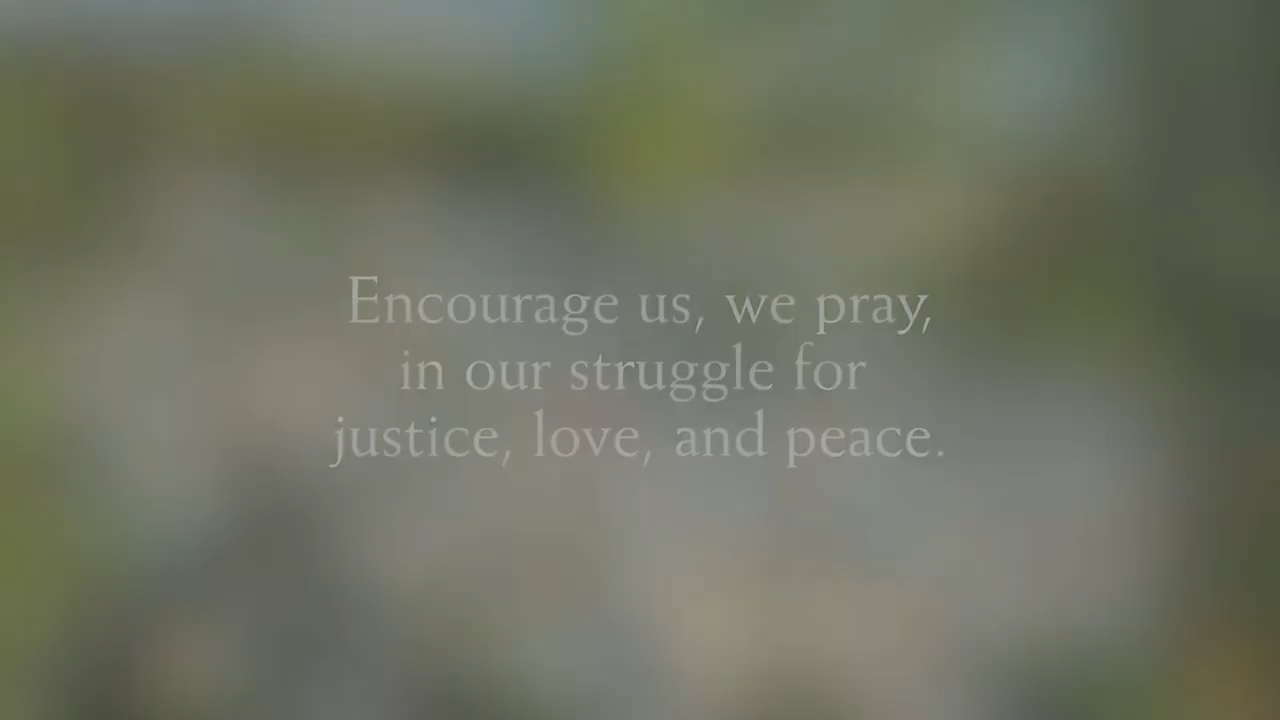 Encourage us, we pray,
in our struggle for
justice, love, and peace.